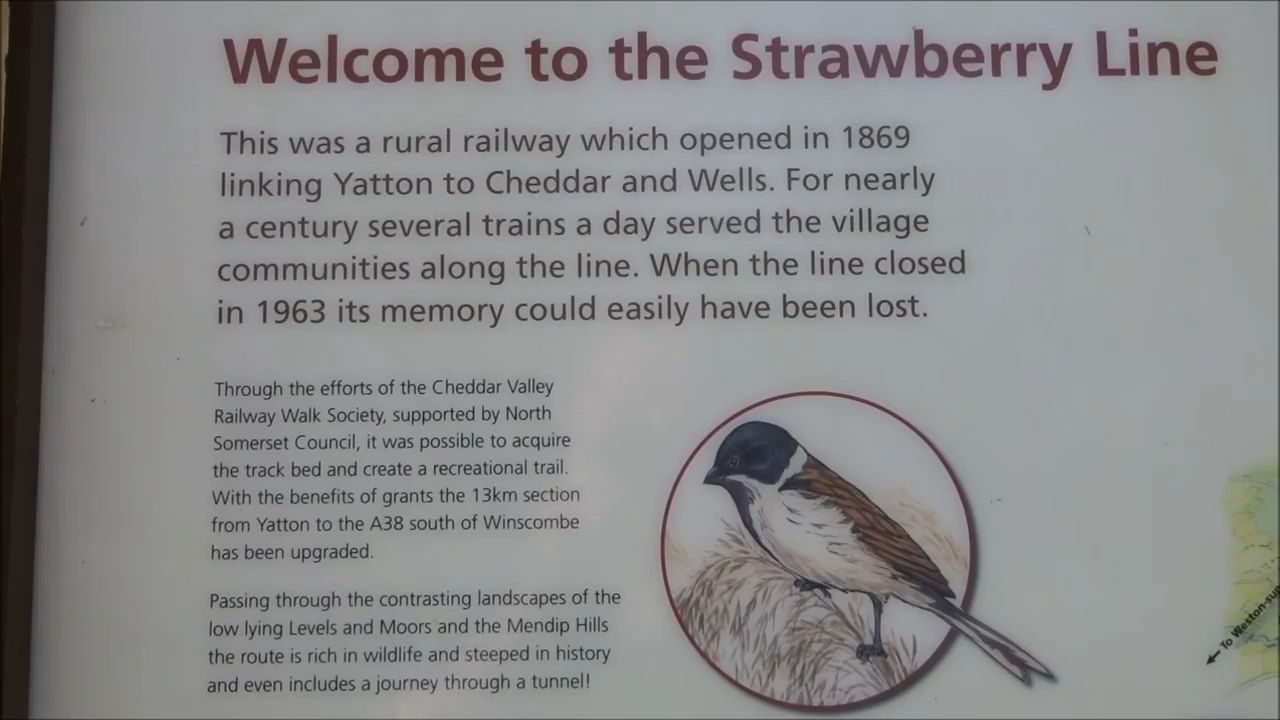 Welcome to the Strawberry Line
This was a rural railway which opened in 1869
linking Yatton to Cheddar and Wells. For nearly
a century several trains a day served the village
communities along the line. When the line closed
in 1963 its memory could easily have been lost.
Through the efforts of the Cheddar Valley
Railway Walk Society, supported by North
Somerset Council, it was possible to acquire
the track bed and create a recreational trail.
With the benefits of grants the 13km section
from Yatton to the A38 south of Winscombe
has been upgraded.
Passing through the contrasting landscapes of the
low lying Levels and Moors and the Mendip Hills
the route is rich in wildlife and steeped in history
and even includes a journey through a tunnel!
To Weston-sup